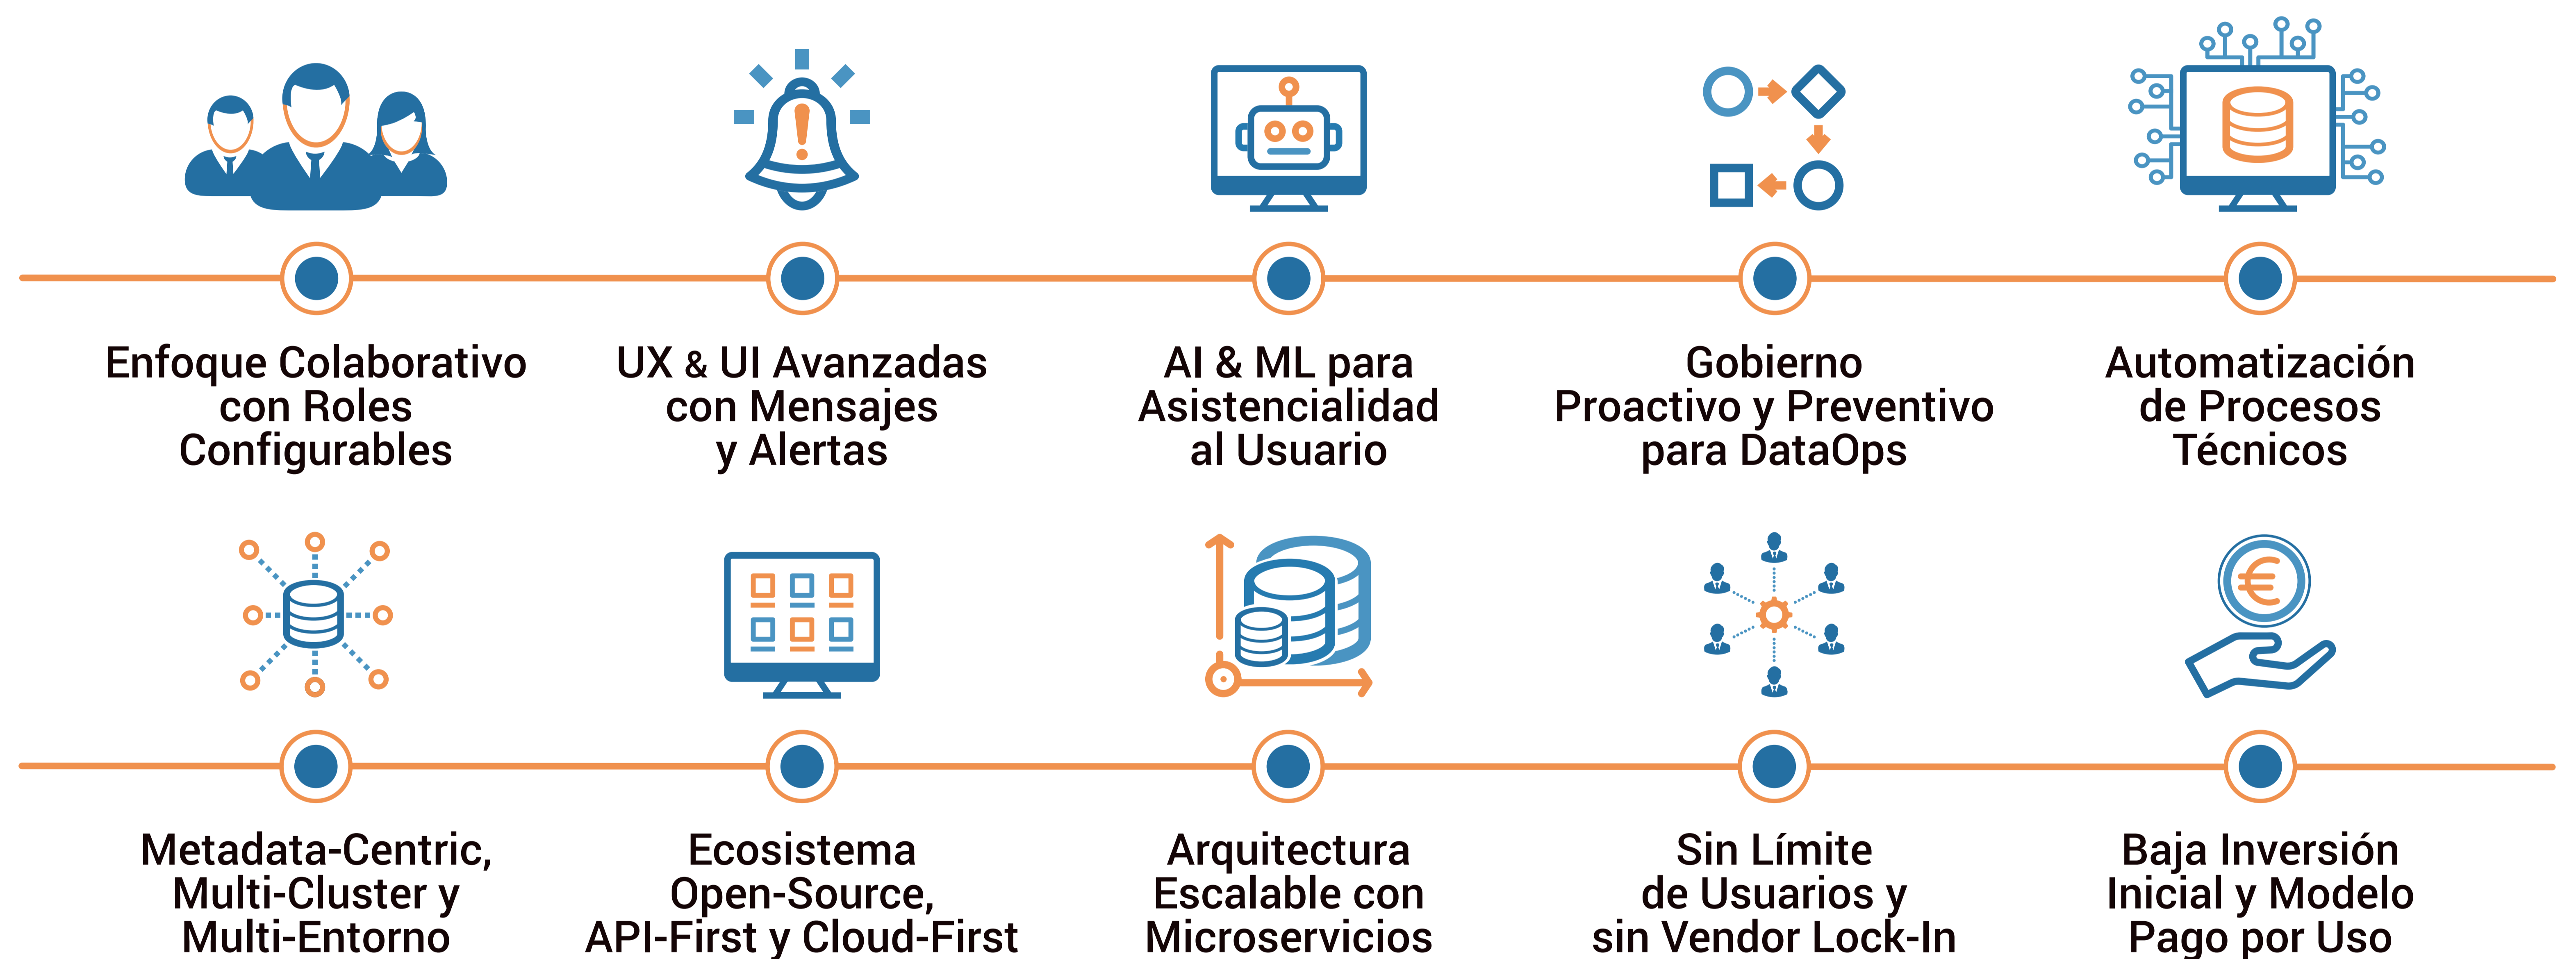 Enfoque Colaborativo
con Roles
Configurables
UX & UI Avanzadas
con Mensajes
y Alertas
AI & ML para
Asistencialidad
al Usuario
Gobierno
Proactivo y Preventivo
para DataOps
Automatización
de Procesos
Técnicos
Metadata-Centric,
Multi-Cluster y
Multi-Entorno
Ecosistema
Open-Source,
API-First y Cloud-First
Arquitectura
Escalable con
Microservicios
Sin Límite
de Usuarios y
sin Vendor Lock-In
Baja Inversión
Inicial y Modelo
Pago por Uso